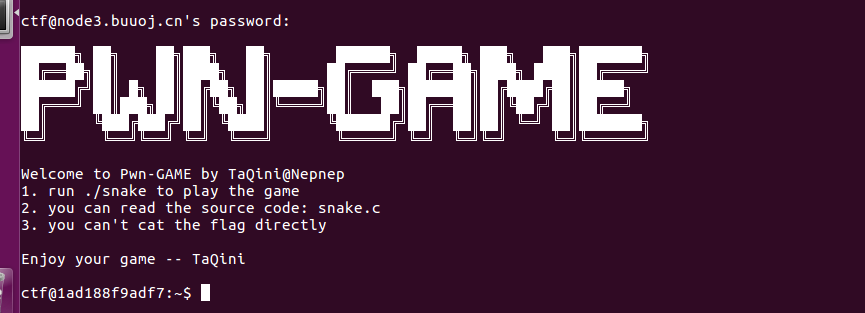 ctf@node3.buuoj.cn's password:
PWN-GAME
Welcome to Pwn-GAME by TaQini@Nepnep
1. run ./snake to play the game
2. you can read the source code: snake.c
3. you can't cat the flag directly
Enjoy your game -- TaQini
ctf@1ad188f9adf7:~$